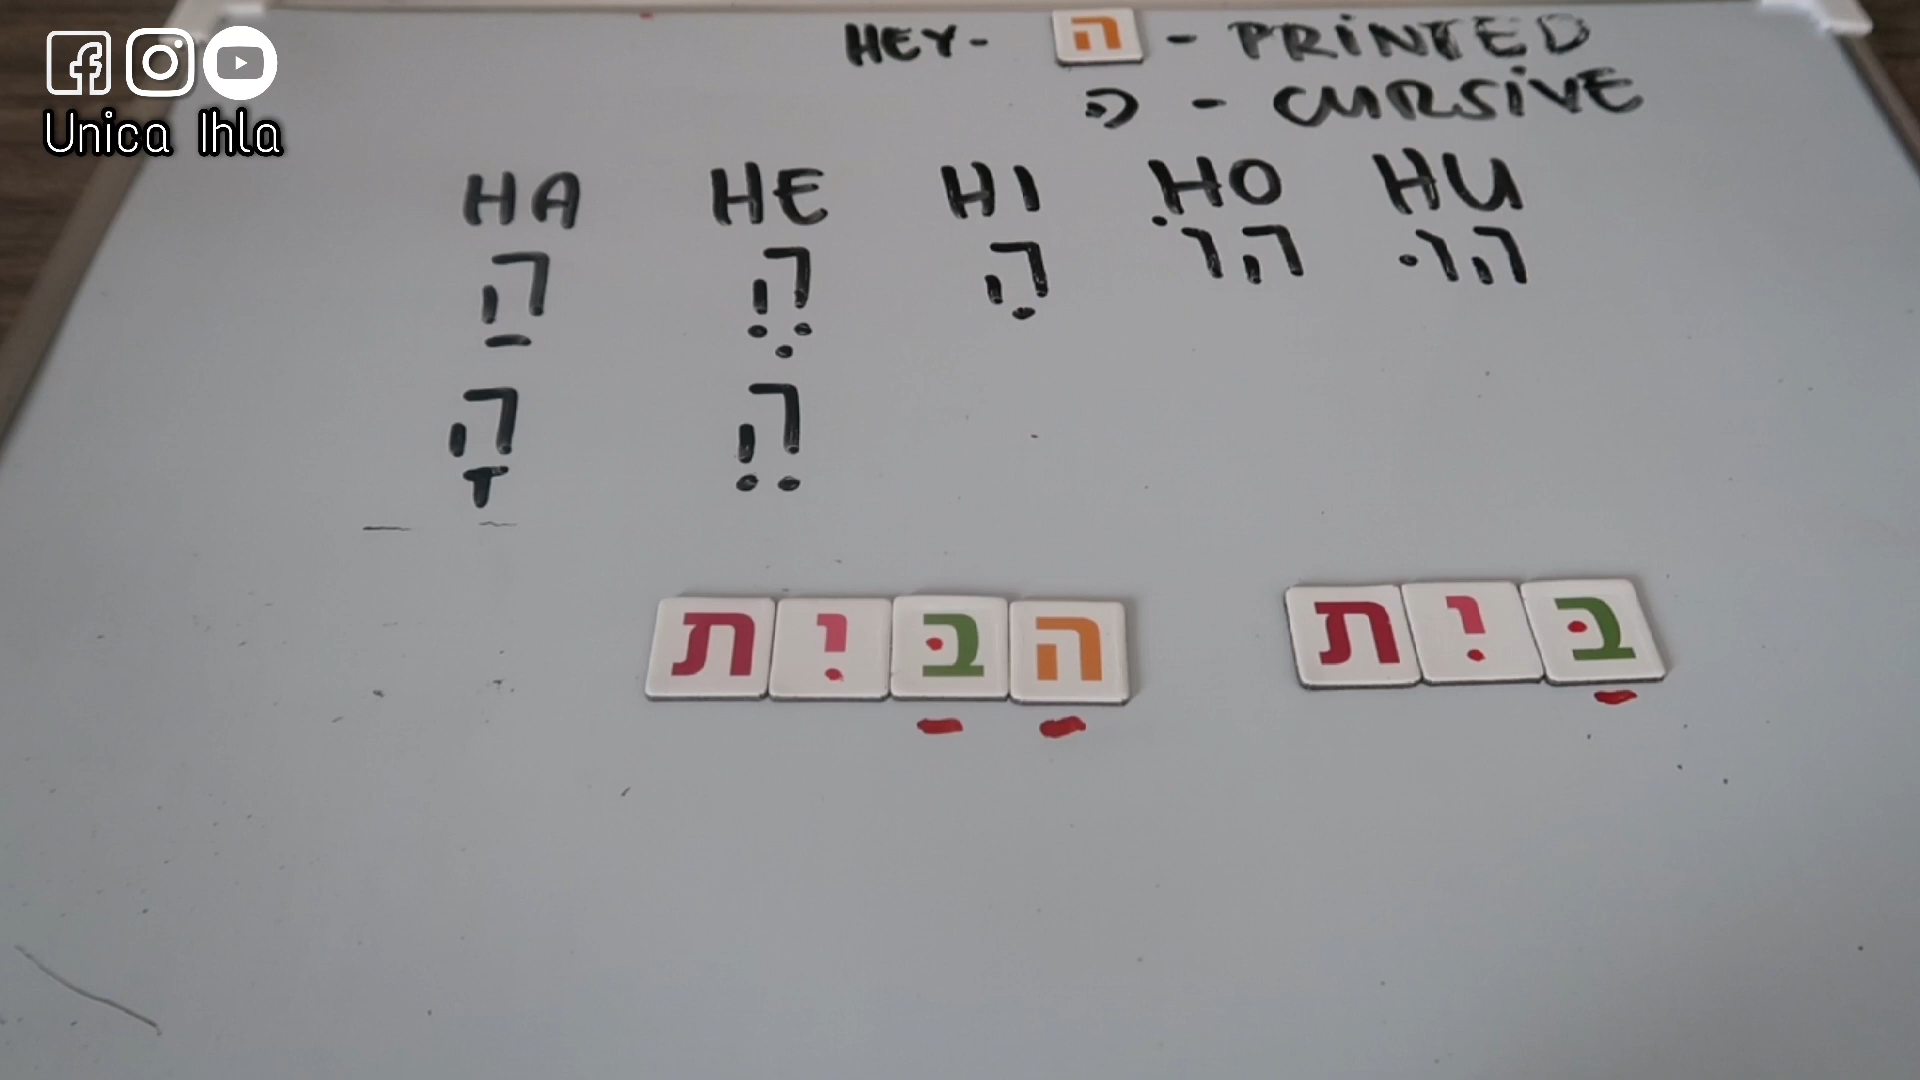 Unica Ihla
HEY- ה - PRINTED
ה - CURSIVE
HA HE HI HO HU
הַ הֶ הִ הוֹ הוּ
הָ הֵ
הַבַּיִת בַּיִת